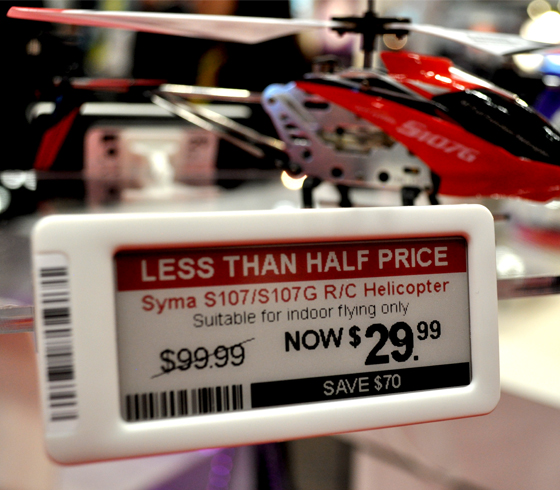 S107G
LESS THAN HALF PRICE
Syma S107/S107G R/C Helicopter
Suitable for indoor flying only
$99.99 NOW $29.99
SAVE $70